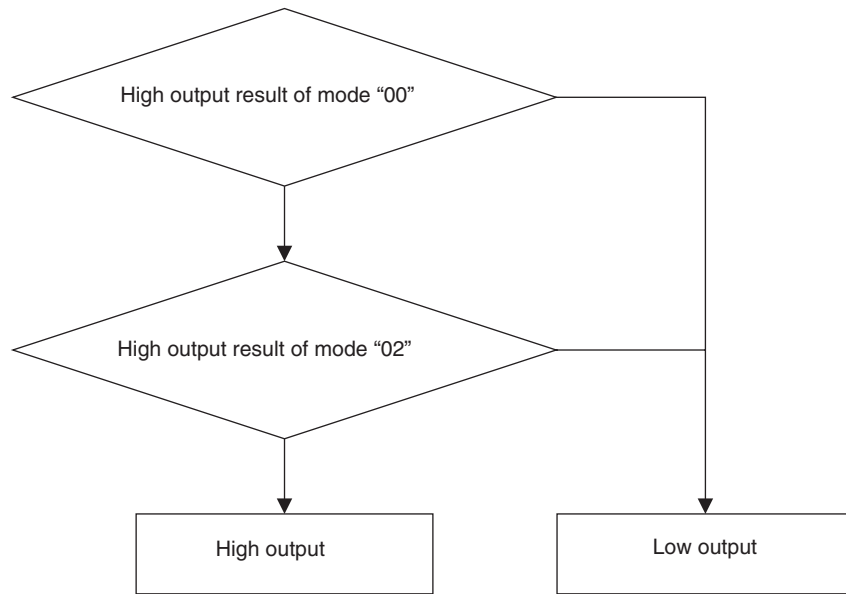 High output result of mode “00”
High output result of mode “02”
High output
Low output